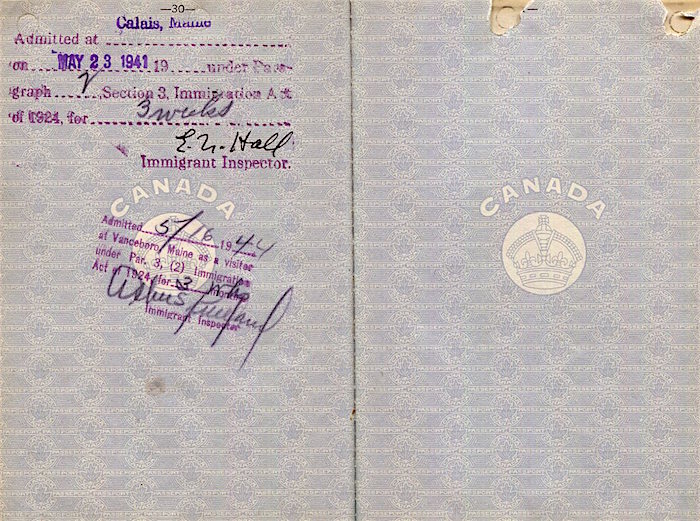 —30—
Calais, Maine
Admitted at
on MAY 23 1941 19 under Para-
graph 2 Section 3, Immigration Act
of 1924, for 3 weeks
E. N. Hall
Immigrant Inspector.
CANADA
Admitted 5/16 1944
at Vanceboro, Maine as a visitor
under Par. 3, (2) Immigration
Act of 1924, for 3
Immigrant Inspector
CANADA